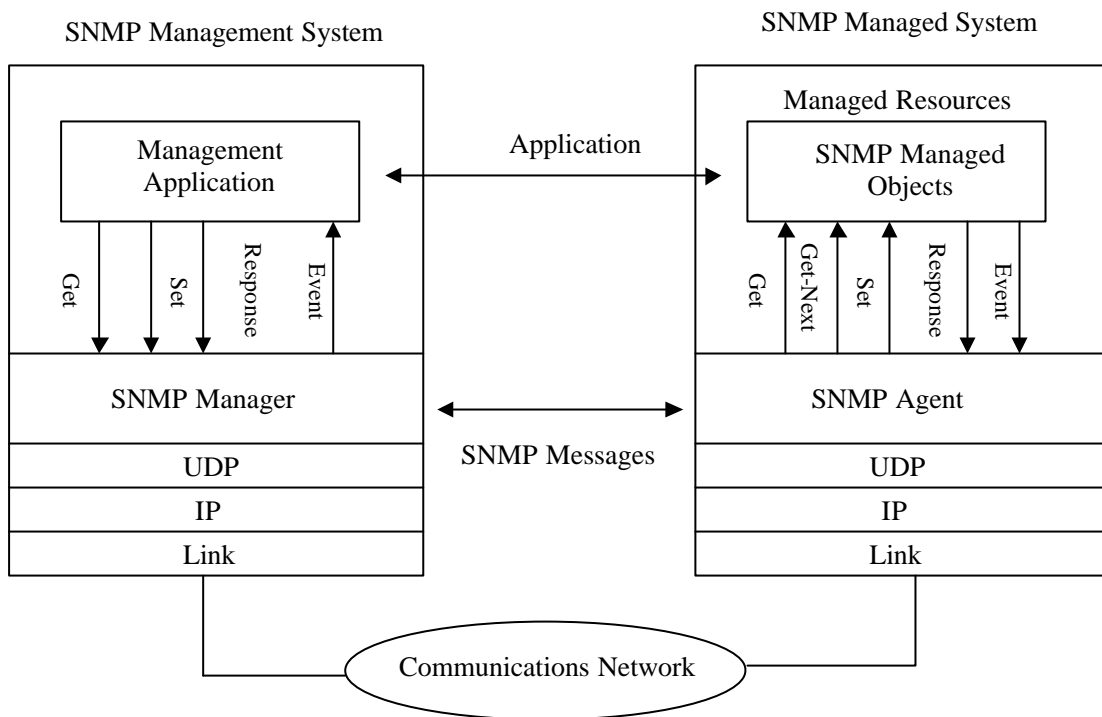 SNMP Management System
SNMP Managed System
Managed Resources
Management
Application
Application
SNMP Managed
Objects
Get
Set
Response
Event
Get
Get-Next
Set
Response
Event
SNMP Manager
SNMP Agent
SNMP Messages
UDP
UDP
IP
IP
Link
Link
Communications Network